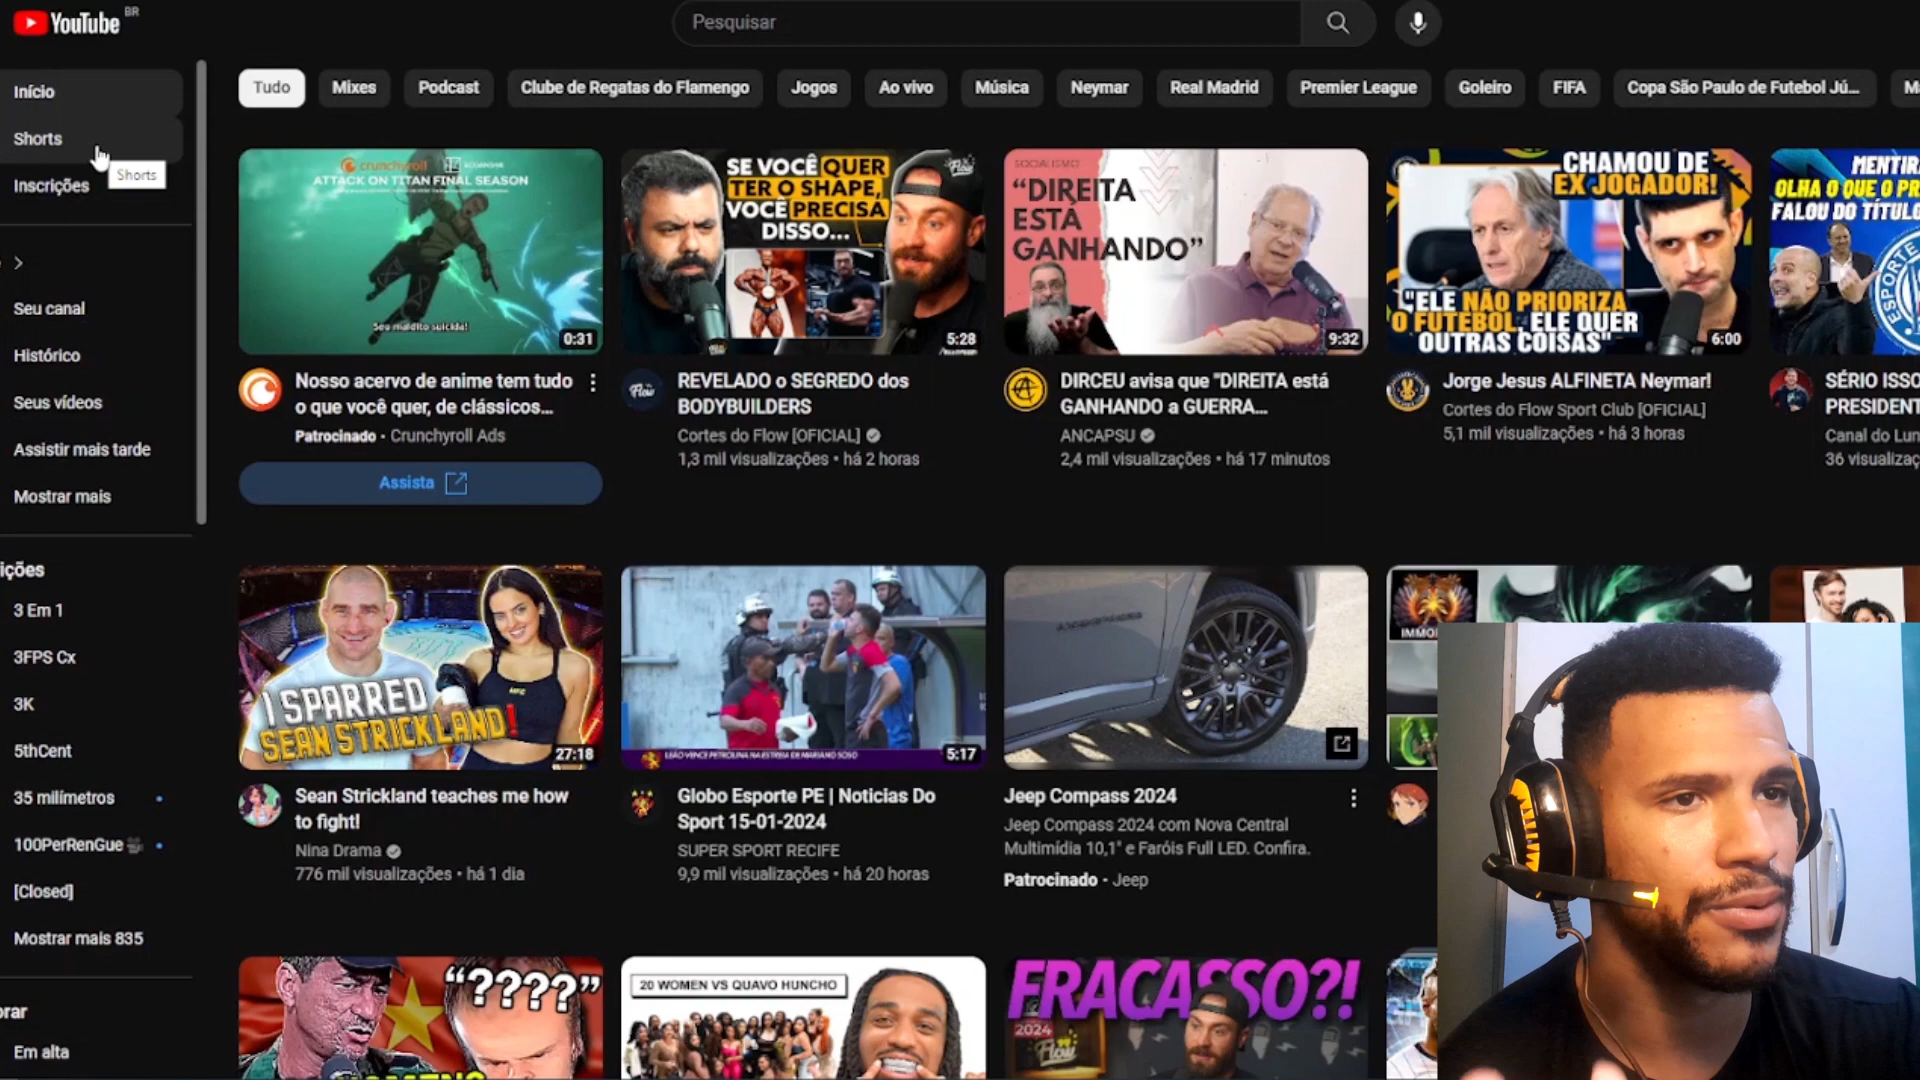 YouTube BR
Pesquisar
Início
Shorts
Shorts
Inscrições
Seu canal
Histórico
Seus vídeos
Assistir mais tarde
Mostrar mais
ições
3 Em 1
3FPS Cx
3K
5thCent
35 milímetros
100PerRenGue
[Closed]
Mostrar mais 835
orar
Em alta
Tudo
Mixes
Podcast
Clube de Regatas do Flamengo
Jogos
Ao vivo
Música
Neymar
Real Madrid
Premier League
Goleiro
FIFA
Copa São Paulo de Futebol Jú...
crunchyroll
ATTACK ON TITAN FINAL SEASON
Seu maldito suicida!
0:31
Nosso acervo de anime tem tudo
o que você quer, de clássicos...
Patrocinado • Crunchyroll Ads
Assista
SE VOCÊ QUER
TER O SHAPE,
VOCÊ PRECISA
DISSO...
Flow
5:28
Flow
REVELADO o SEGREDO dos
BODYBUILDERS
Cortes do Flow [OFICIAL]
1,3 mil visualizações • há 2 horas
SOCIALISMO
“DIREITA
ESTÁ
GANHANDO”
9:32
DIRCEU avisa que "DIREITA está
GANHANDO a GUERRA...
ANCAPSU
2,4 mil visualizações • há 17 minutos
CHAMOU DE
EX JOGADOR!
"ELE NÃO PRIORIZA
O FUTEBOL, ELE QUER
OUTRAS COISAS"
6:00
Jorge Jesus ALFINETA Neymar!
Cortes do Flow Sport Club [OFICIAL]
5,1 mil visualizações • há 3 horas
MENTIR
OLHA O QUE O PR
FALOU DO TÍTUL
ESPORTE
SÉRIO ISSO
PRESIDENT
Canal do Lun
36 visualizaç
I SPARRED
SEAN STRICKLAND!
UFC
27:18
Sean Strickland teaches me how
to fight!
Nina Drama
776 mil visualizações • há 1 dia
LEÃO VENCE PETROLINA NA ESTREIA DE MARIANO SOSO
5:17
Globo Esporte PE | Noticias Do
Sport 15-01-2024
SUPER SPORT RECIFE
9,9 mil visualizações • há 20 horas
Jeep Compass 2024
Jeep Compass 2024 com Nova Central
Multimídia 10,1" e Faróis Full LED. Confira.
Patrocinado • Jeep
IMMO
“????”
20 WOMEN VS QUAVO HUNCHO
FRACASSO?!
2024
Flow